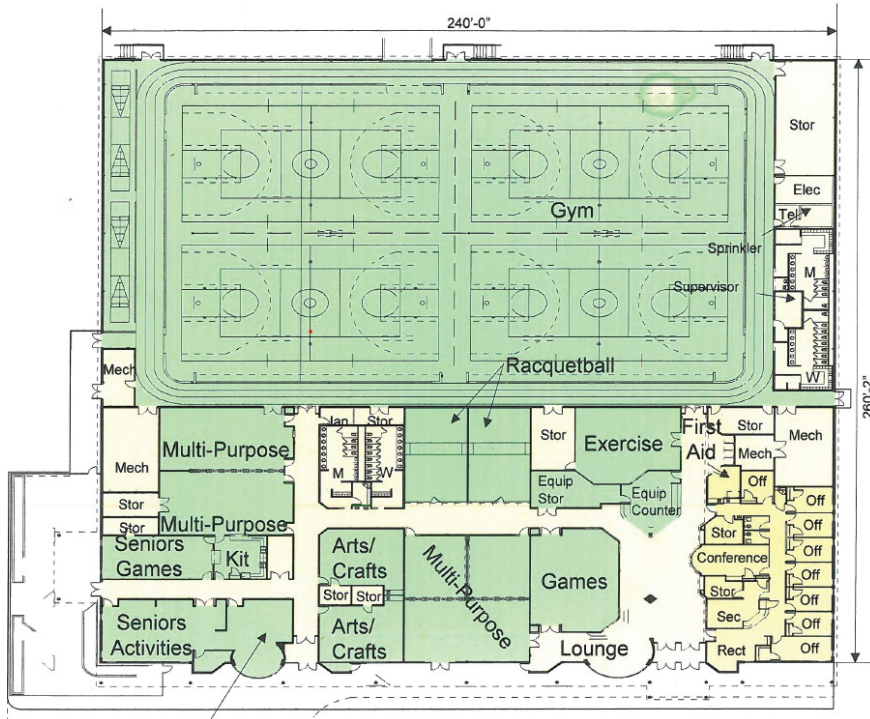 240'-0"
Stor
Elec
Gym
Tel
Sprinkler
M
Supervisor
W
260'-2"
Mech
Racquetball
Multi-Purpose
Jan
Stor
Stor
Exercise
First
Aid
Stor
Mech
Mech
Mech
M
W
Equip
Stor
Equip
Counter
Off
Off
Stor
Stor
Multi-Purpose
Off
Seniors
Games
Kit
Arts/
Crafts
Multi-Purpose
Games
Stor
Conference
Off
Off
Stor
Stor
Stor
Off
Seniors
Activities
Arts/
Crafts
Lounge
Sec
Off
Off
Rect
Off